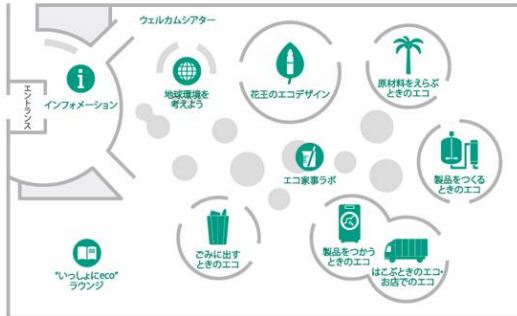 ウェルカムシアター
エントランス
インフォメーション
地球環境を
考えよう
花王のエコデザイン
原材料をえらぶ
ときのエコ
エコ家事ラボ
製品をつくる
ときのエコ
"いっしょにeco"
ラウンジ
ごみに出す
ときのエコ
製品をつかう
ときのエコ
はこぶときのエコ・
お店でのエコ